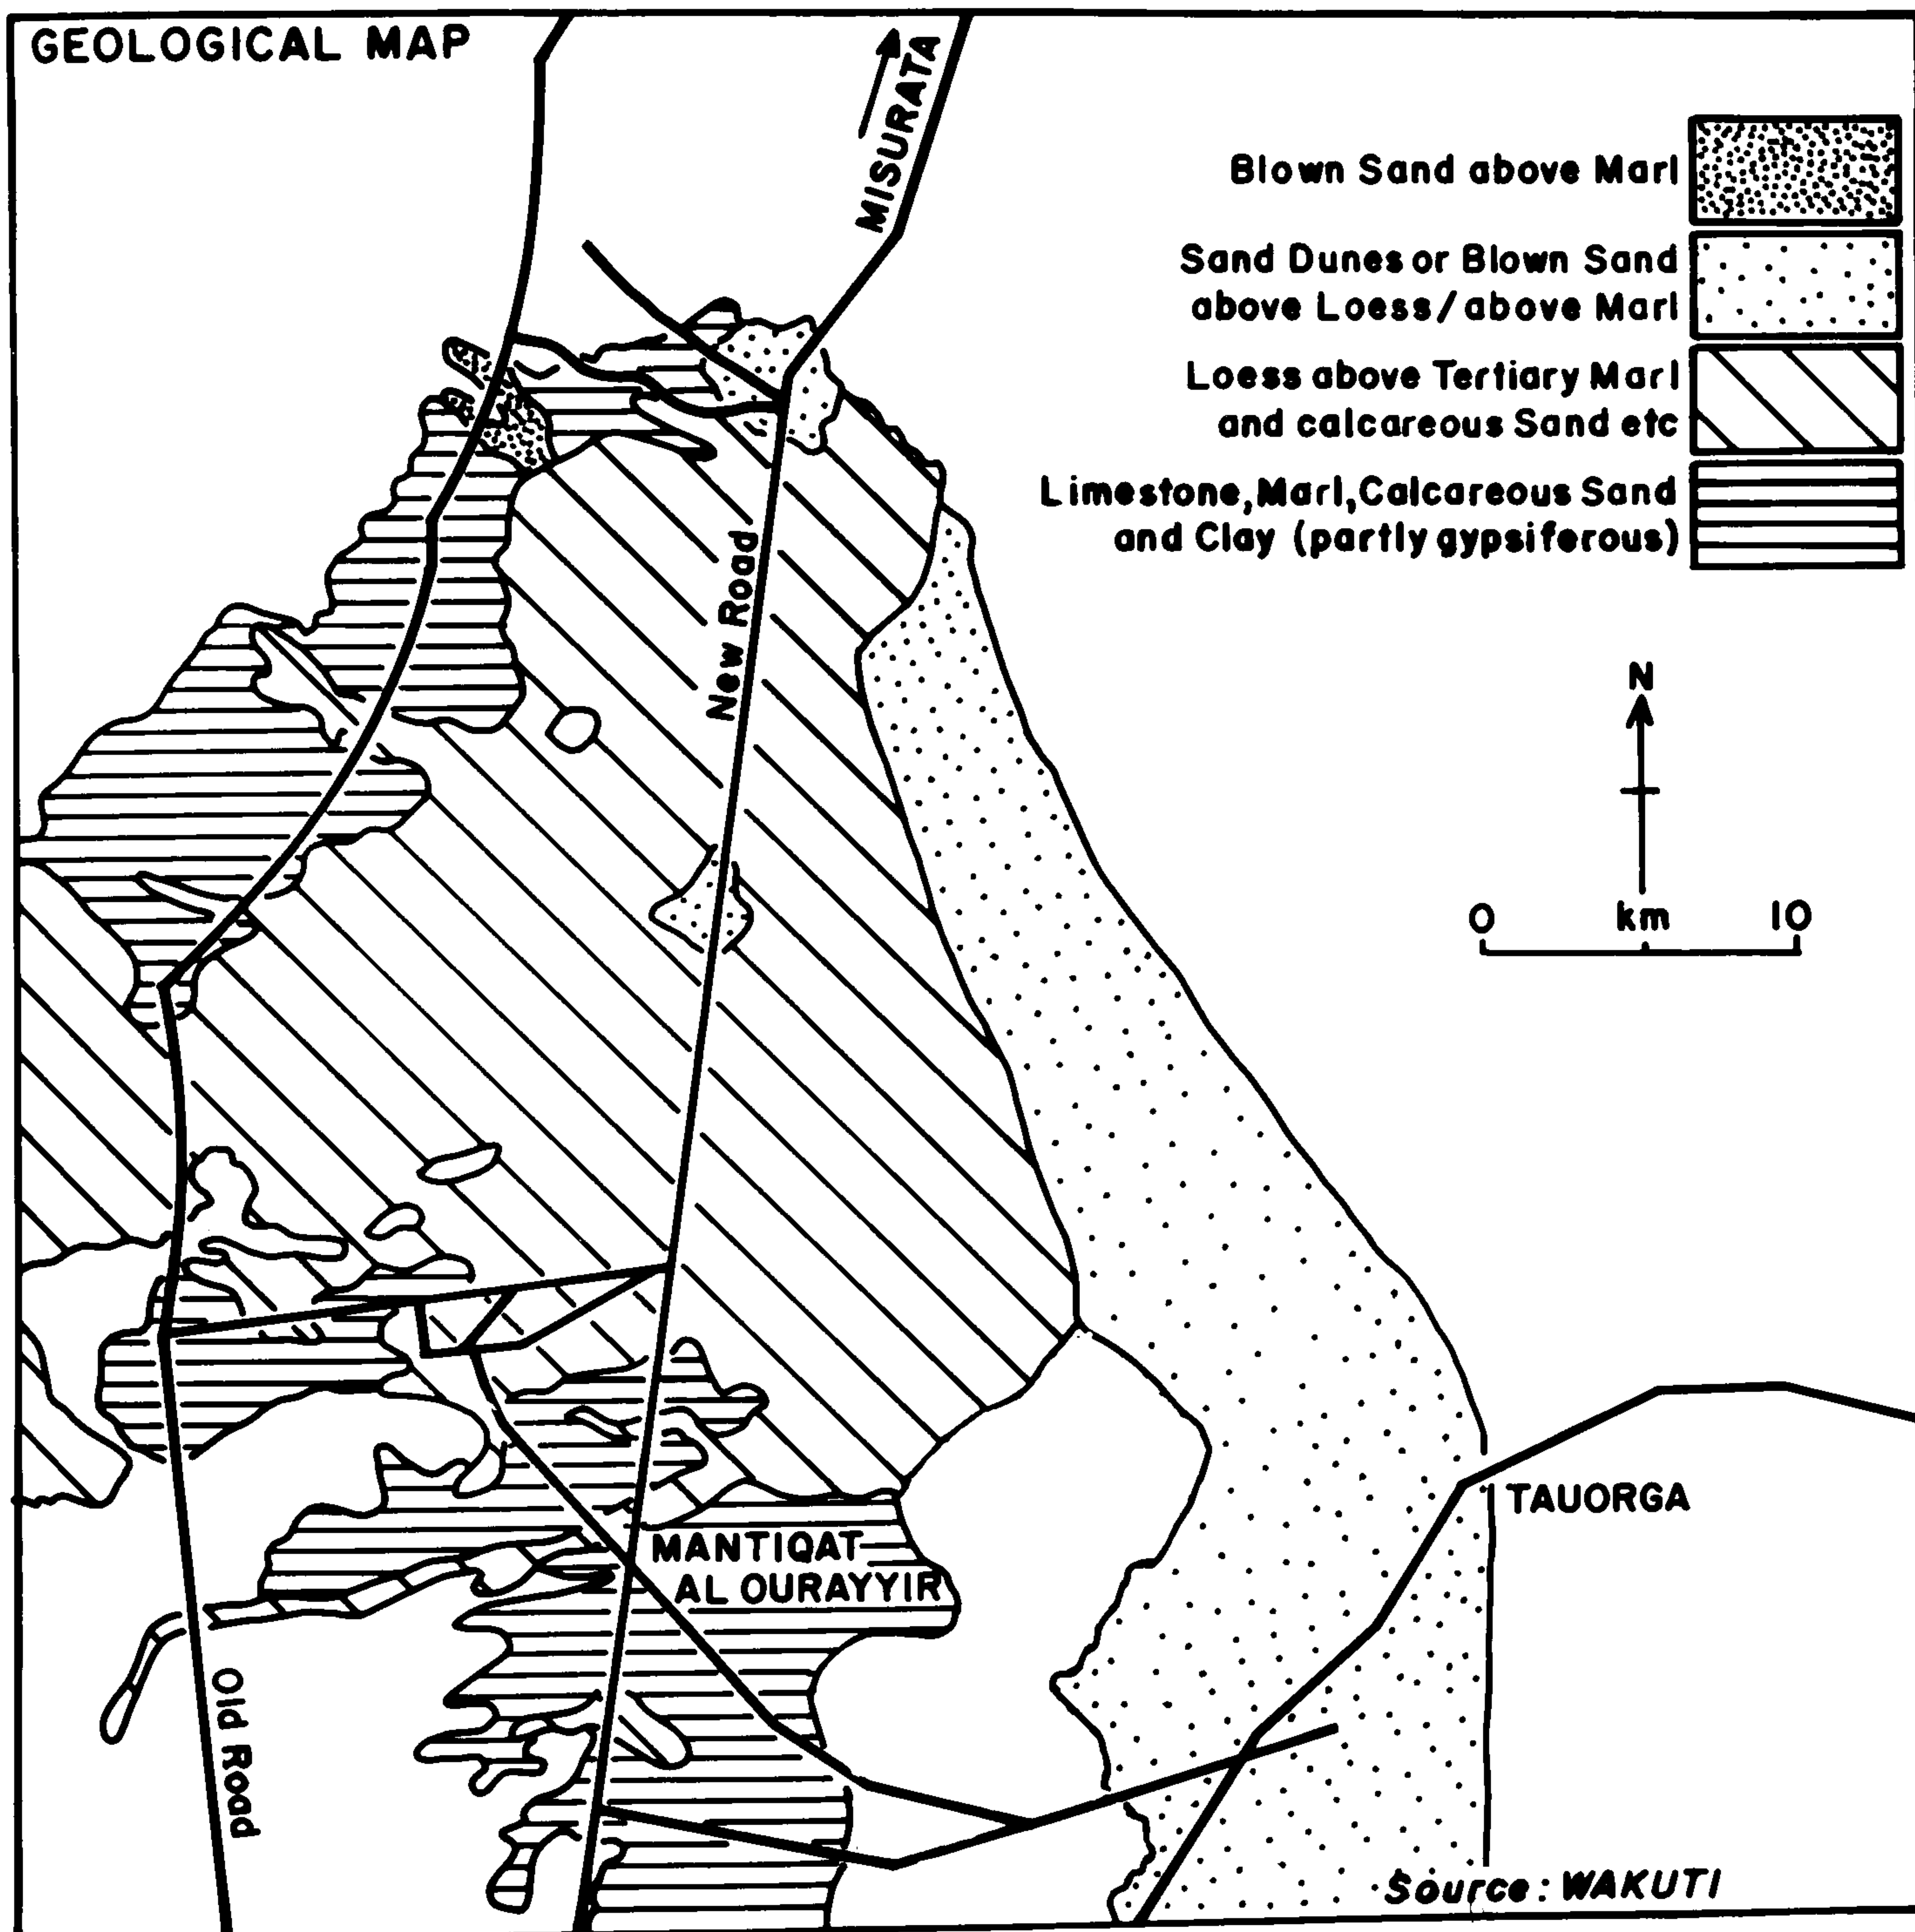 GEOLOGICAL MAP
MISURATA
Blown Sand above Marl
Sand Dunes or Blown Sand
above Loess/above Marl
Loess above Tertiary Marl
and calcareous Sand etc
Limestone, Marl, Calcareous Sand
and Clay (partly gypsiferous)
New Road
N
0 km 10
TAUORGA
MANTIQAT
AL OURAYYIR
Old Road
Source: WAKUTI